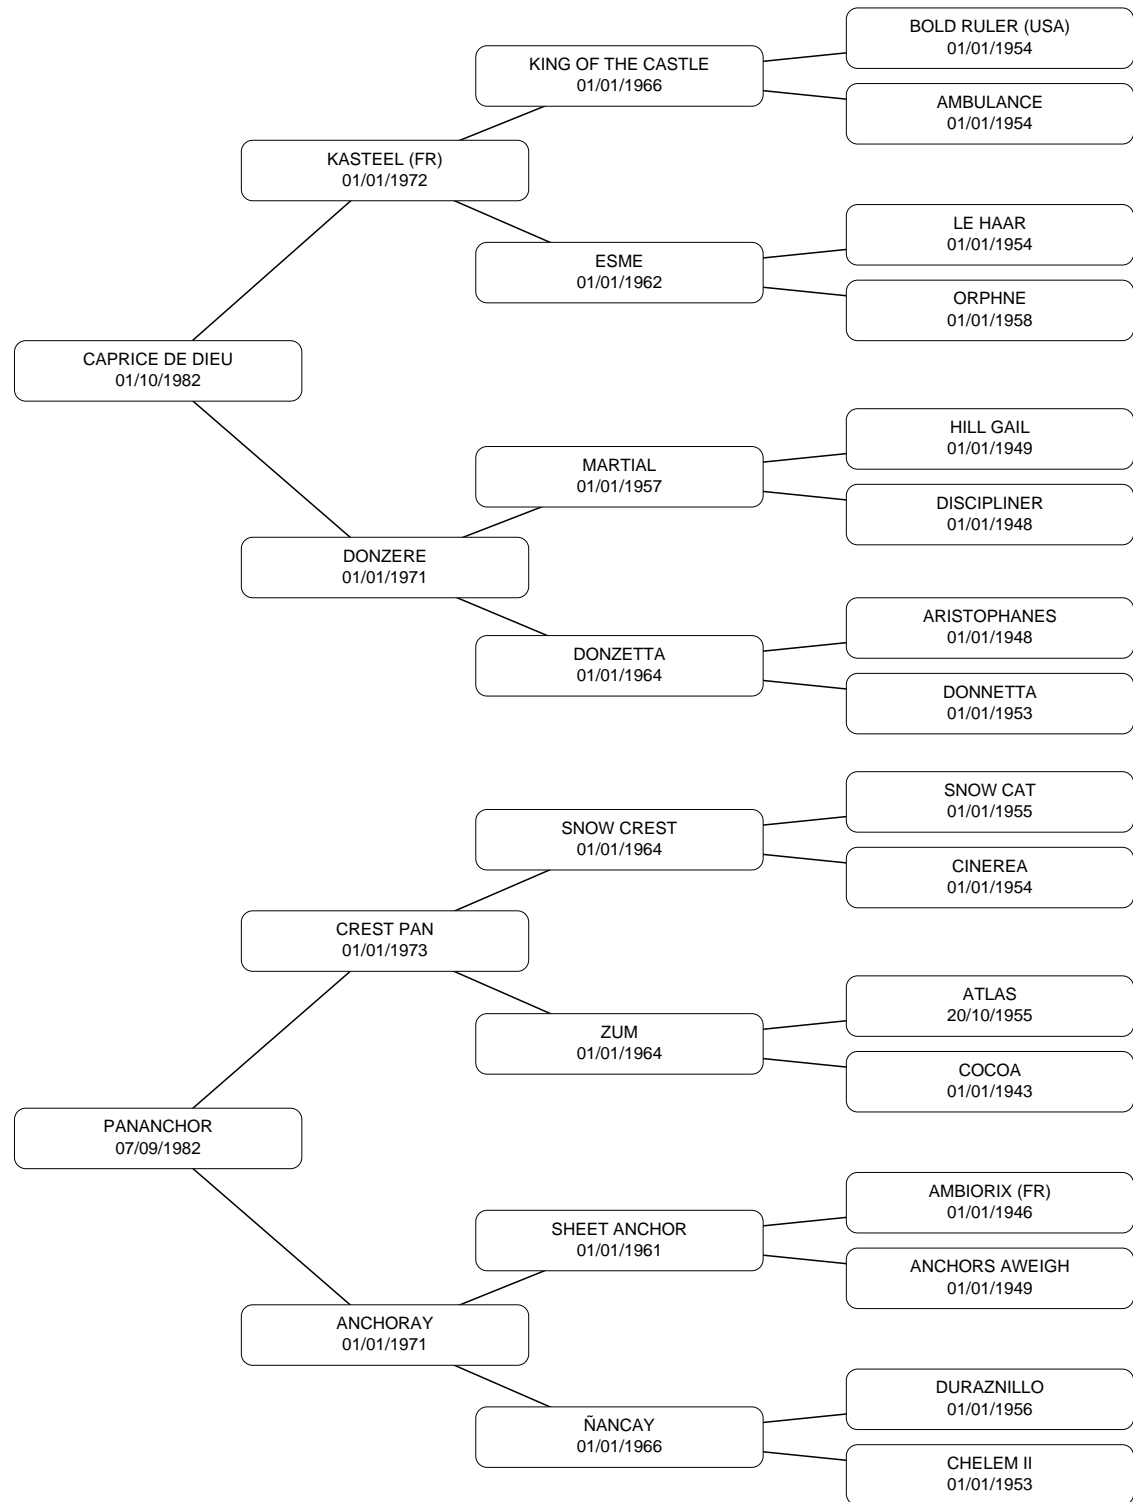 BOLD RULER (USA)
01/01/1954
KING OF THE CASTLE
01/01/1966
AMBULANCE
01/01/1954
KASTEEL (FR)
01/01/1972
LE HAAR
01/01/1954
ESME
01/01/1962
ORPHNE
01/01/1958
CAPRICE DE DIEU
01/10/1982
HILL GAIL
01/01/1949
MARTIAL
01/01/1957
DISCIPLINER
01/01/1948
DONZERE
01/01/1971
ARISTOPHANES
01/01/1948
DONZETTA
01/01/1964
DONNETTA
01/01/1953
SNOW CAT
01/01/1955
SNOW CREST
01/01/1964
CINEREA
01/01/1954
CREST PAN
01/01/1973
ATLAS
20/10/1955
ZUM
01/01/1964
COCOA
01/01/1943
PANANCHOR
07/09/1982
AMBIORIX (FR)
01/01/1946
SHEET ANCHOR
01/01/1961
ANCHORS AWEIGH
01/01/1949
ANCHORAY
01/01/1971
DURAZNILLO
01/01/1956
ÑANCAY
01/01/1966
CHELEM II
01/01/1953